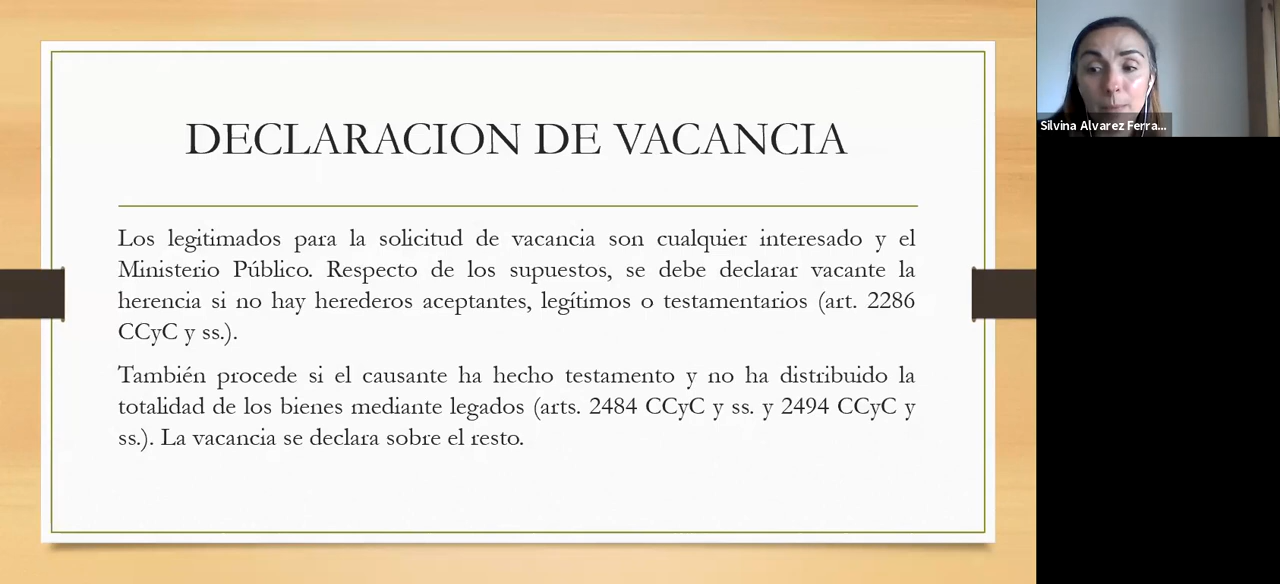 DECLARACION DE VACANCIA
Los legitimados para la solicitud de vacancia son cualquier interesado y el
Ministerio Público. Respecto de los supuestos, se debe declarar vacante la
herencia si no hay herederos aceptantes, legítimos o testamentarios (art. 2286
CCyC y ss.).
También procede si el causante ha hecho testamento y no ha distribuido la
totalidad de los bienes mediante legados (arts. 2484 CCyC y ss. y 2494 CCyC y
ss.). La vacancia se declara sobre el resto.
Silvina Alvarez Ferra...